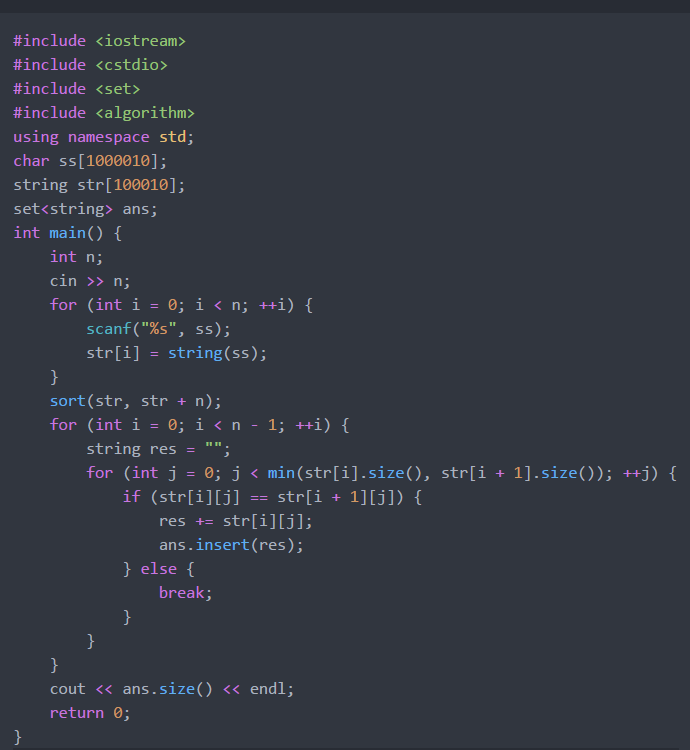 #include <iostream>
#include <cstdio>
#include <set>
#include <algorithm>
using namespace std;
char ss[1000010];
string str[100010];
set<string> ans;
int main() {
    int n;
    cin >> n;
    for (int i = 0; i < n; ++i) {
        scanf("%s", ss);
        str[i] = string(ss);
    }
    sort(str, str + n);
    for (int i = 0; i < n - 1; ++i) {
        string res = "";
        for (int j = 0; j < min(str[i].size(), str[i + 1].size()); ++j) {
            if (str[i][j] == str[i + 1][j]) {
                res += str[i][j];
                ans.insert(res);
            } else {
                break;
            }
        }
    }
    cout << ans.size() << endl;
    return 0;
}